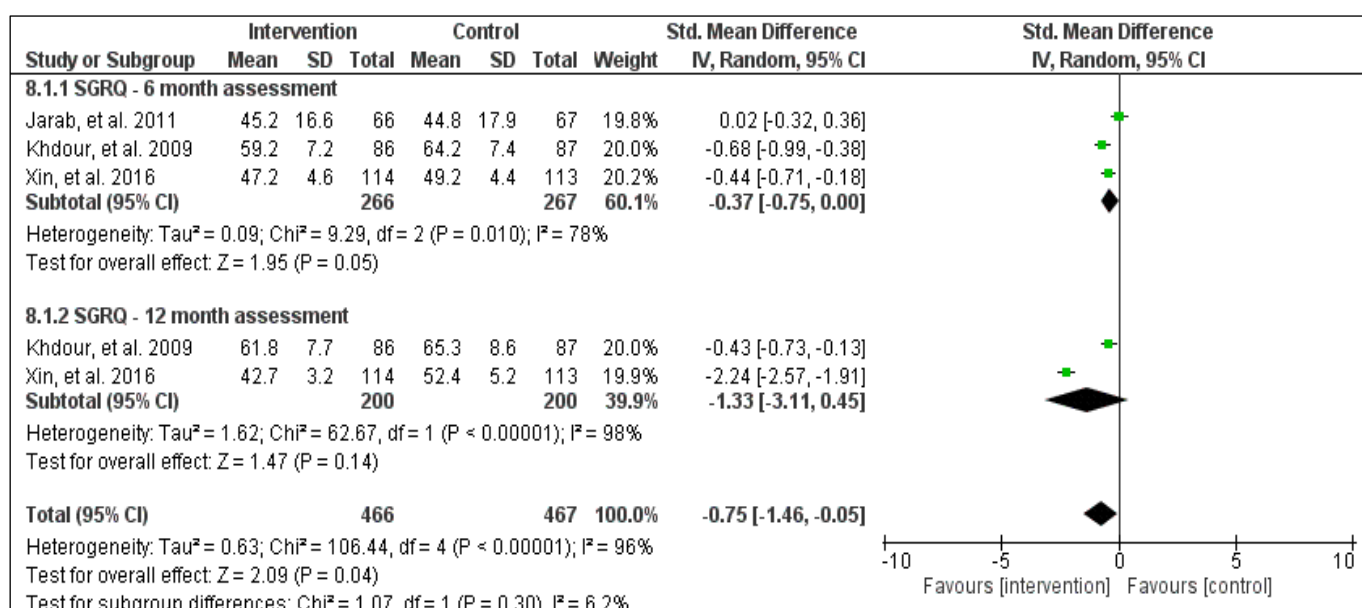 Intervention Control Std. Mean Difference Std. Mean Difference
Study or Subgroup Mean SD Total Mean SD Total Weight IV, Random, 95% CI IV, Random, 95% CI
8.1.1 SGRQ - 6 month assessment
Jarab, et al. 2011 45.2 16.6 66 44.8 17.9 67 19.8% 0.02 [-0.32, 0.36]
Khdour, et al. 2009 59.2 7.2 86 64.2 7.4 87 20.0% -0.68 [-0.99, -0.38]
Xin, et al. 2016 47.2 4.6 114 49.2 4.4 113 20.2% -0.44 [-0.71, -0.18]
Subtotal (95% CI) 266 267 60.1% -0.37 [-0.75, 0.00]
Heterogeneity: Tau² = 0.09; Chi² = 9.29, df = 2 (P = 0.010); I² = 78%
Test for overall effect: Z = 1.95 (P = 0.05)
8.1.2 SGRQ - 12 month assessment
Khdour, et al. 2009 61.8 7.7 86 65.3 8.6 87 20.0% -0.43 [-0.73, -0.13]
Xin, et al. 2016 42.7 3.2 114 52.4 5.2 113 19.9% -2.24 [-2.57, -1.91]
Subtotal (95% CI) 200 200 39.9% -1.33 [-3.11, 0.45]
Heterogeneity: Tau² = 1.62; Chi² = 62.67, df = 1 (P < 0.00001); I² = 98%
Test for overall effect: Z = 1.47 (P = 0.14)
Total (95% CI) 466 467 100.0% -0.75 [-1.46, -0.05]
Heterogeneity: Tau² = 0.63; Chi² = 106.44, df = 4 (P < 0.00001); I² = 96%
Test for overall effect: Z = 2.09 (P = 0.04)
Test for subgroup differences: Chi² = 1.07, df = 1 (P = 0.30), I² = 6.2%
-10 -5 0 5 10
Favours [intervention] Favours [control]